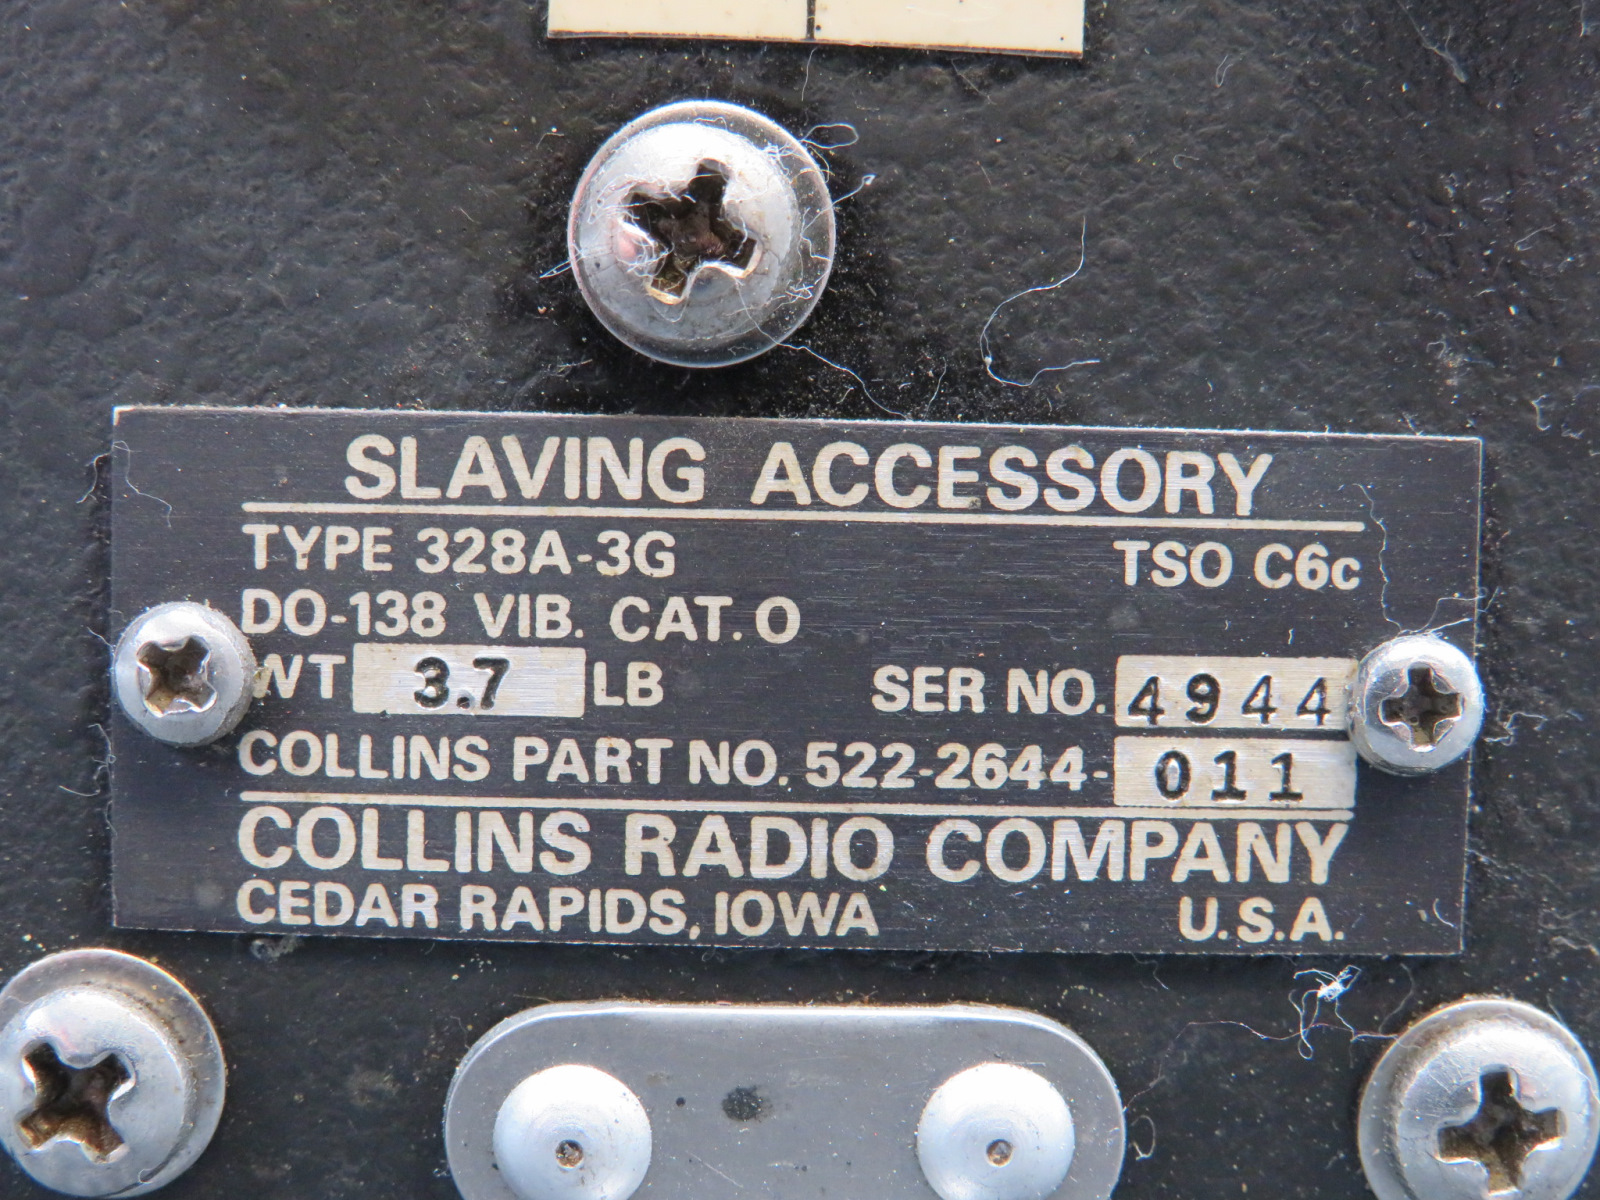 SLAVING ACCESSORY
TYPE 328A-3G TSO C6c
DO-138 VIB. CAT. O
WT 3.7 LB SER NO. 4944
COLLINS PART NO. 522-2644-011
COLLINS RADIO COMPANY
CEDAR RAPIDS, IOWA U.S.A.